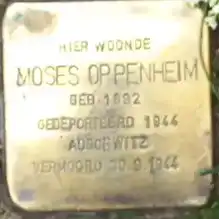 HIER WOONDE
MOSES OPPENHEIM
GEB. 1892
GEDEPORTEERD 1944
AUSCHWITZ
VERMOORD 30.9.1944